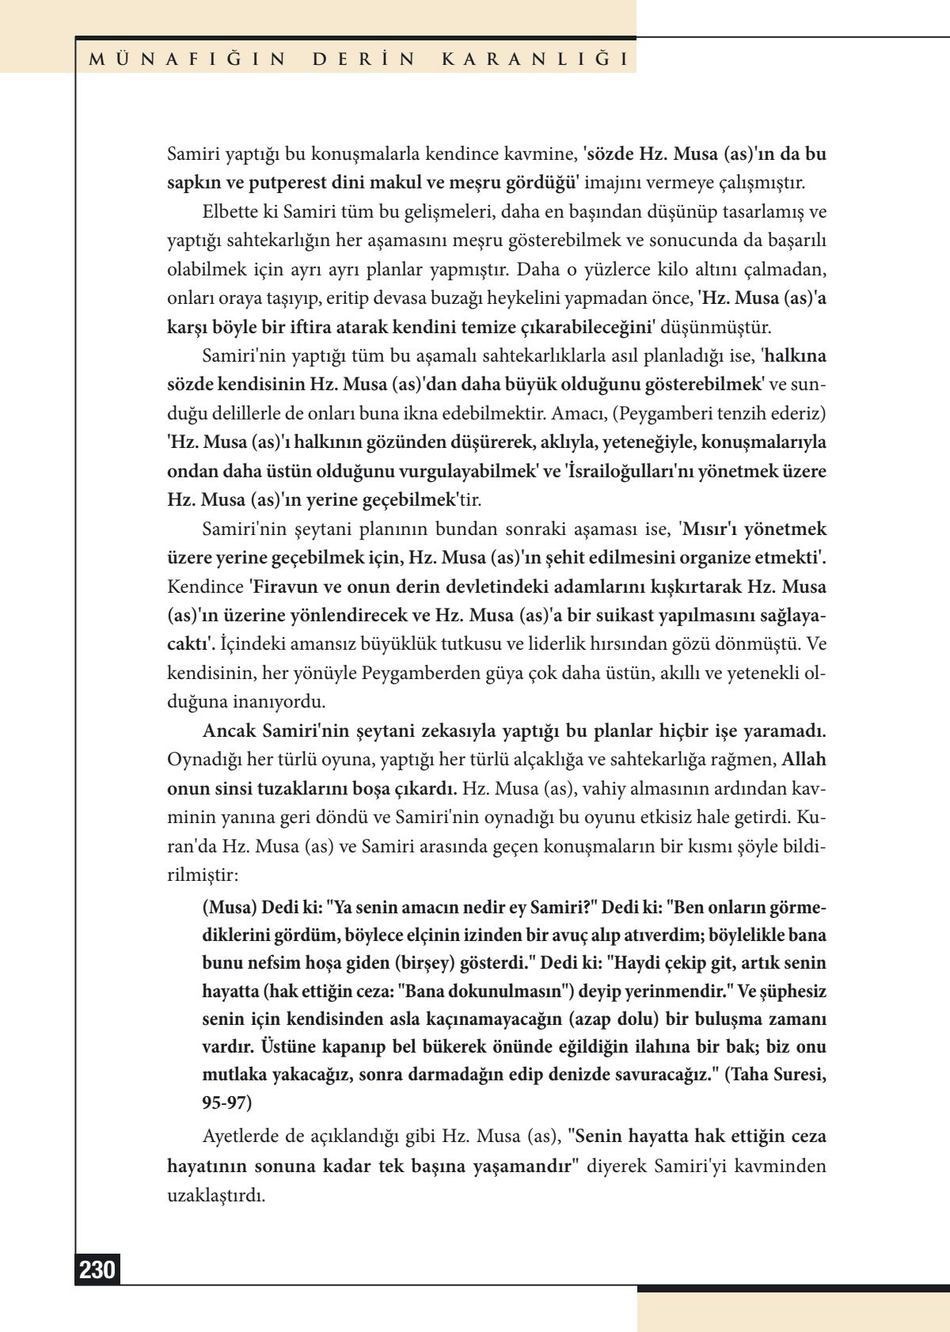 MÜNAFIĞIN DERİN KARANLIĞI
Samiri yaptığı bu konuşmalarla kendince kavmine, 'sözde Hz. Musa (as)'ın da bu
sapkın ve putperest dini makul ve meşru gördüğü' imajını vermeye çalışmıştır.
Elbette ki Samiri tüm bu gelişmeleri, daha en başından düşünüp tasarlamış ve
yaptığı sahtekarlığın her aşamasını meşru gösterebilmek ve sonucunda da başarılı
olabilmek için ayrı ayrı planlar yapmıştır. Daha o yüzlerce kilo altını çalmadan,
onları oraya taşıyıp, eritip devasa buzağı heykelini yapmadan önce, 'Hz. Musa (as)'a
karşı böyle bir iftira atarak kendini temize çıkarabileceğini' düşünmüştür.
Samiri'nin yaptığı tüm bu aşamalı sahtekarlıklarla asıl planladığı ise, 'halkına
sözde kendisinin Hz. Musa (as)'dan daha büyük olduğunu gösterebilmek' ve sun-
duğu delillerle de onları buna ikna edebilmektir. Amacı, (Peygamberi tenzih ederiz)
'Hz. Musa (as)'ı halkının gözünden düşürerek, aklıyla, yeteneğiyle, konuşmalarıyla
ondan daha üstün olduğunu vurgulayabilmek' ve 'İsrailoğulları'nı yönetmek üzere
Hz. Musa (as)'ın yerine geçebilmek'tir.
Samiri'nin şeytani planının bundan sonraki aşaması ise, 'Mısır'ı yönetmek
üzere yerine geçebilmek için, Hz. Musa (as)'ın şehit edilmesini organize etmekti'.
Kendince 'Firavun ve onun derin devletindeki adamlarını kışkırtarak Hz. Musa
(as)'ın üzerine yönlendirecek ve Hz. Musa (as)'a bir suikast yapılmasını sağlaya-
caktı'. İçindeki amansız büyüklük tutkusu ve liderlik hırsından gözü dönmüştü. Ve
kendisinin, her yönüyle Peygamberden güya çok daha üstün, akıllı ve yetenekli ol-
duğuna inanıyordu.
Ancak Samiri'nin şeytani zekasıyla yaptığı bu planlar hiçbir işe yaramadı.
Oynadığı her türlü oyuna, yaptığı her türlü alçaklığa ve sahtekarlığa rağmen, Allah
onun sinsi tuzaklarını boşa çıkardı. Hz. Musa (as), vahiy almasının ardından kav-
minin yanına geri döndü ve Samiri'nin oynadığı bu oyunu etkisiz hale getirdi. Ku-
ran'da Hz. Musa (as) ve Samiri arasında geçen konuşmaların bir kısmı şöyle bildi-
rilmiştir:
(Musa) Dedi ki: "Ya senin amacın nedir ey Samiri?" Dedi ki: "Ben onların görme-
diklerini gördüm, böylece elçinin izinden bir avuç alıp atıverdim; böylelikle bana
bunu nefsim hoşa giden (birşey) gösterdi." Dedi ki: "Haydi çekip git, artık senin
hayatta (hak ettiğin ceza: "Bana dokunulmasın") deyip yerinmendir." Ve şüphesiz
senin için kendisinden asla kaçınamayacağın (azap dolu) bir buluşma zamanı
vardır. Üstüne kapanıp bel bükerek önünde eğildiğin ilahına bir bak; biz onu
mutlaka yakacağız, sonra darmadağın edip denizde savuracağız." (Taha Suresi,
95-97)
Ayetlerde de açıklandığı gibi Hz. Musa (as), "Senin hayatta hak ettiğin ceza
hayatının sonuna kadar tek başına yaşamandır" diyerek Samiri'yi kavminden
uzaklaştırdı.
230